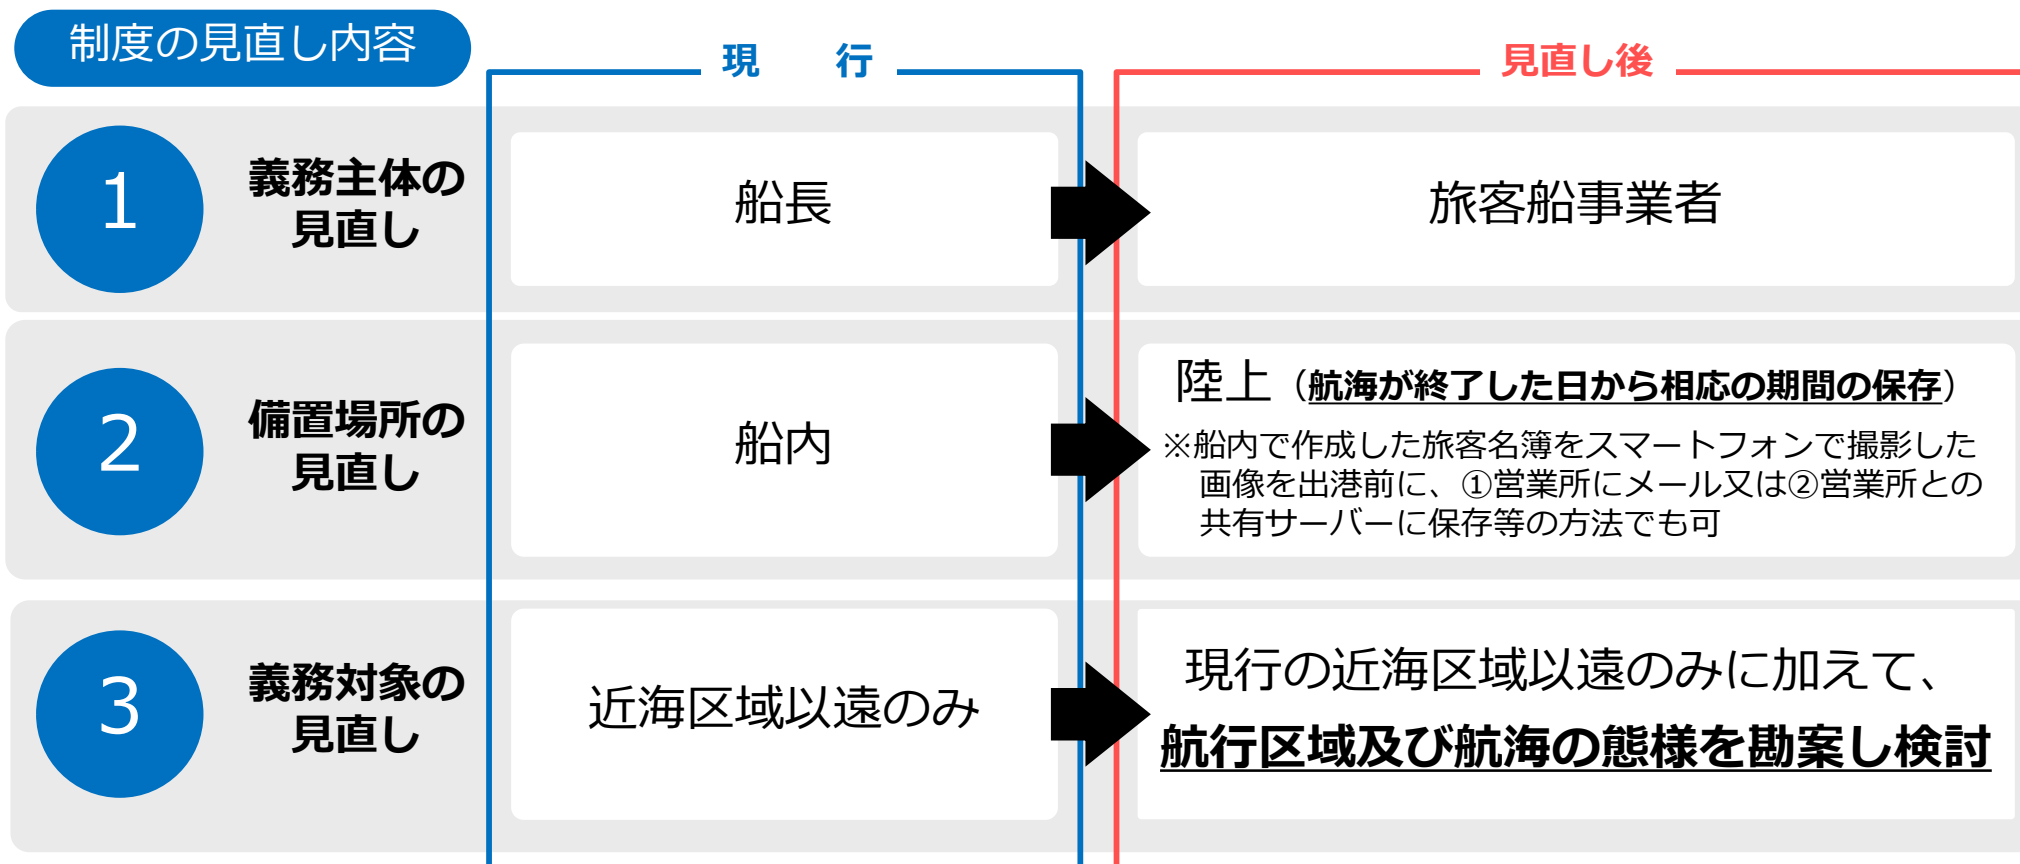 制度の見直し内容
現　行
見直し後
1
義務主体の
見直し
船長
旅客船事業者
2
備置場所の
見直し
船内
陸上（航海が終了した日から相応の期間の保存）
※船内で作成した旅客名簿をスマートフォンで撮影した
画像を出港前に、①営業所にメール又は②営業所との
共有サーバーに保存等の方法でも可
3
義務対象の
見直し
近海区域以遠のみ
現行の近海区域以遠のみに加えて、
航行区域及び航海の態様を勘案し検討